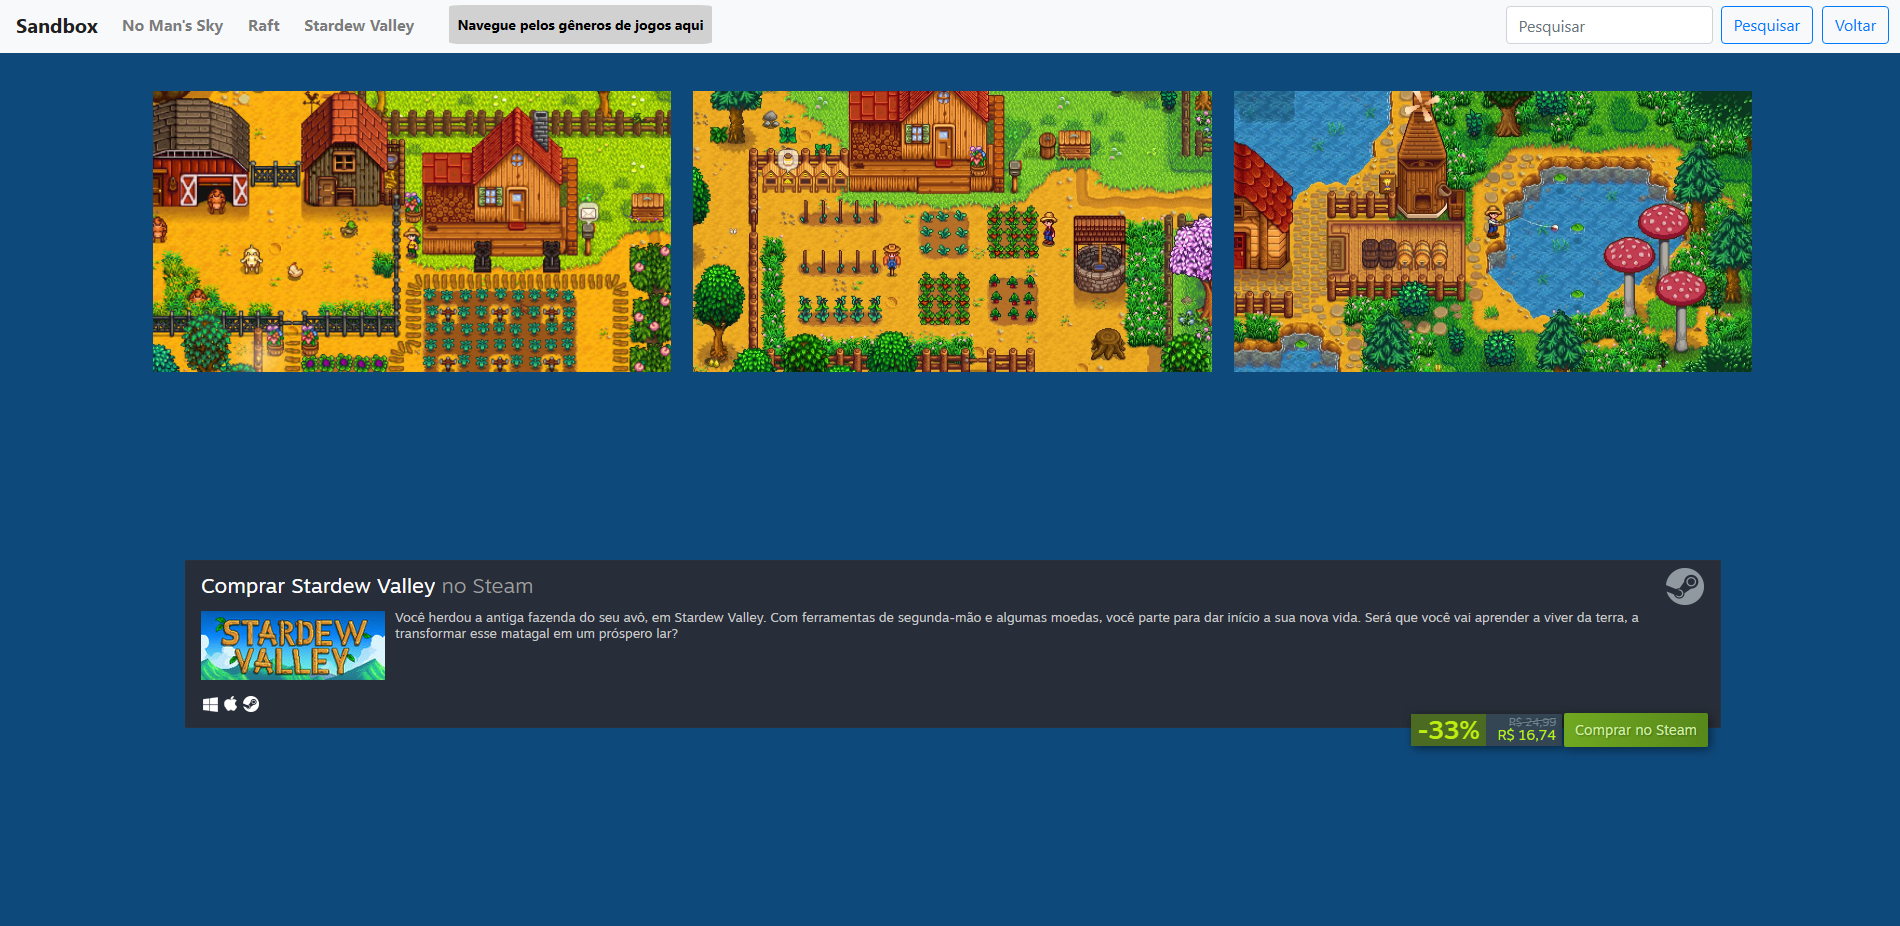 Sandbox No Man's Sky Raft Stardew Valley Navegue pelos gêneros de jogos aqui Pesquisar Pesquisar Voltar
Comprar Stardew Valley no Steam
STARDEW
VALLEY
Você herdou a antiga fazenda do seu avô, em Stardew Valley. Com ferramentas de segunda-mão e algumas moedas, você parte para dar início a sua nova vida. Será que você vai aprender a viver da terra, a
transformar esse matagal em um próspero lar?
-33%
R$ 24,99
R$ 16,74
Comprar no Steam